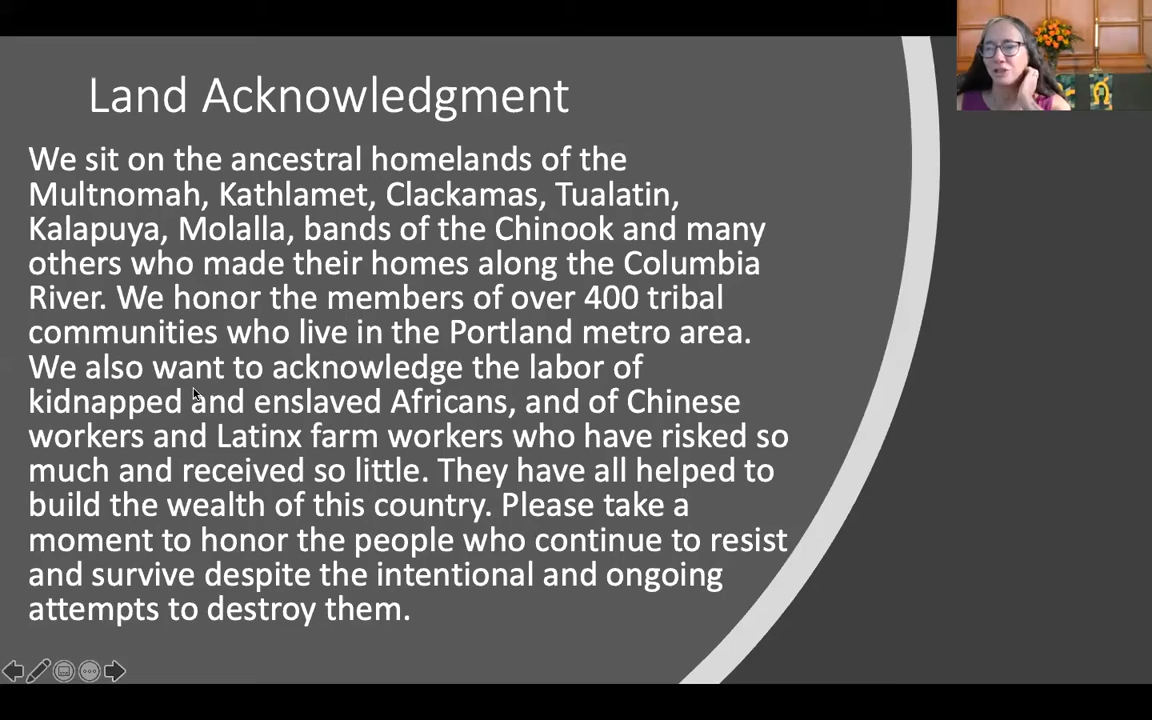 Land Acknowledgment
We sit on the ancestral homelands of the
Multnomah, Kathlamet, Clackamas, Tualatin,
Kalapuya, Molalla, bands of the Chinook and many
others who made their homes along the Columbia
River. We honor the members of over 400 tribal
communities who live in the Portland metro area.
We also want to acknowledge the labor of
kidnapped and enslaved Africans, and of Chinese
workers and Latinx farm workers who have risked so
much and received so little. They have all helped to
build the wealth of this country. Please take a
moment to honor the people who continue to resist
and survive despite the intentional and ongoing
attempts to destroy them.